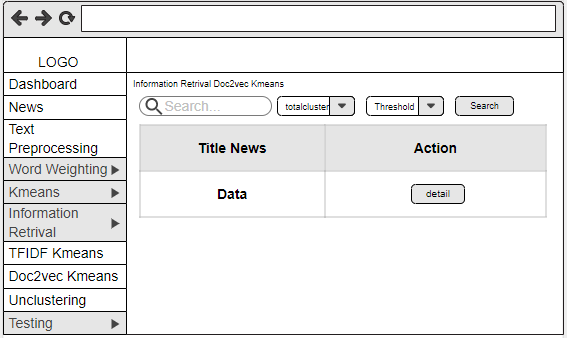 LOGO
Dashboard
News
Text
Preprocessing
Word Weighting
Kmeans
Information
Retrival
TFIDF Kmeans
Doc2vec Kmeans
Unclustering
Testing
Information Retrival Doc2vec Kmeans
Search... totalcluster Threshold Search
Title News Action
Data detail